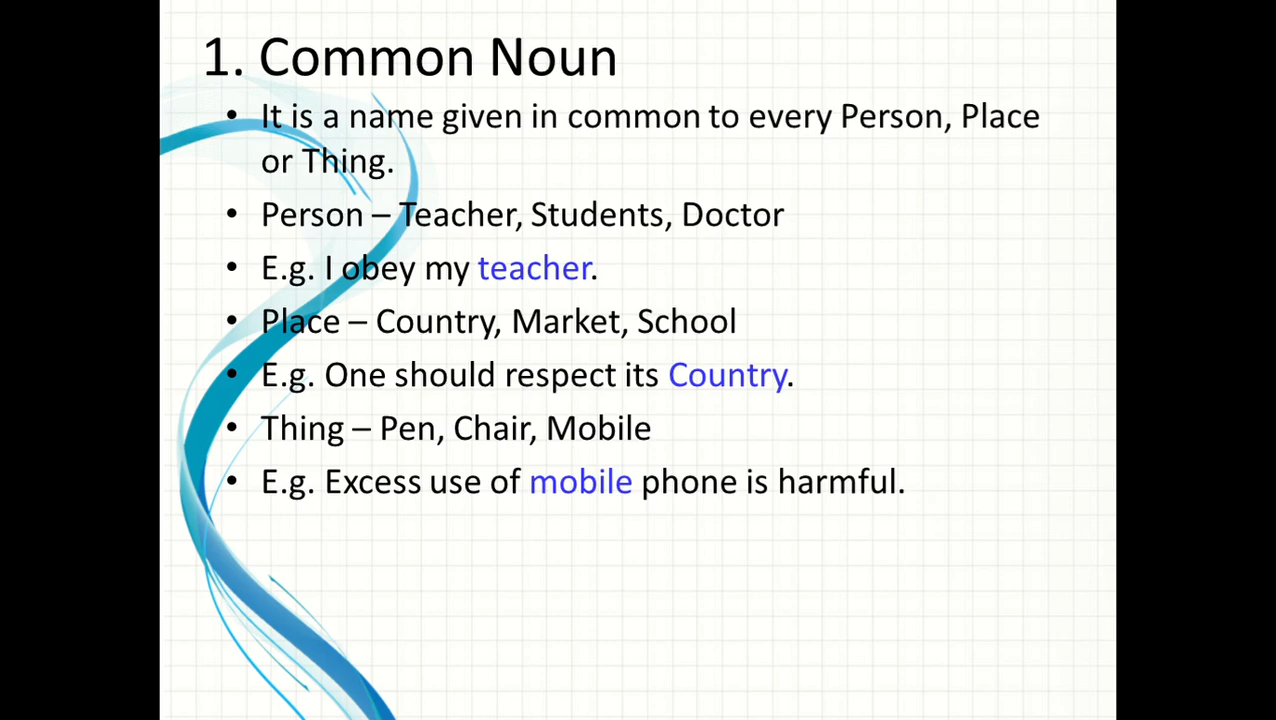 1. Common Noun
• It is a name given in common to every Person, Place
or Thing.
• Person – Teacher, Students, Doctor
• E.g. I obey my teacher.
• Place – Country, Market, School
• E.g. One should respect its Country.
• Thing – Pen, Chair, Mobile
• E.g. Excess use of mobile phone is harmful.